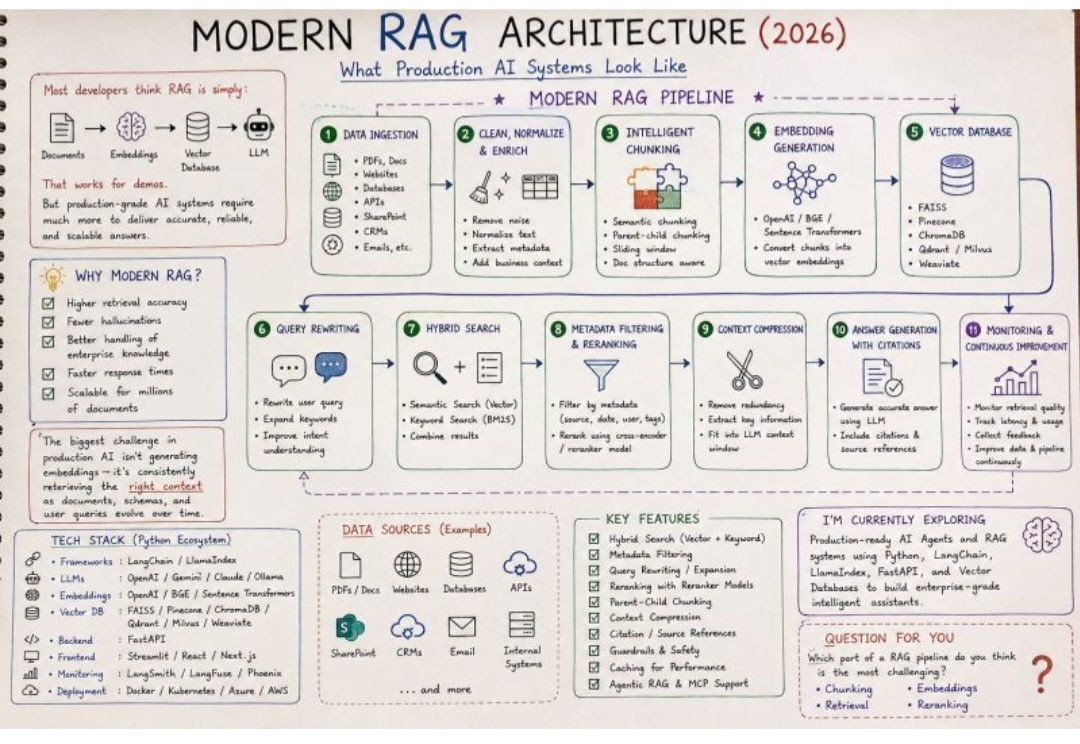 MODERN RAG ARCHITECTURE (2026)
What Production AI Systems Look Like
Most developers think RAG is simply:
Documents
Embeddings
Vector
Database
LLM
That works for demos.
But production-grade AI systems require
much more to deliver accurate, reliable,
and scalable answers.
WHY MODERN RAG?
Higher retrieval accuracy
Fewer hallucinations
Better handling of
enterprise knowledge
Faster response times
Scalable for millions
of documents
"The biggest challenge in
production AI isn't generating
embeddings – it's consistently
reterieving the right context
as documents, schemas, and
user queries evolve over time.
★ MODERN RAG PIPELINE ★
1 DATA INGESTION
• PDFs, Docs
• Websites
• Databases
• APIs
• SharePoint
• CRMs
• Emails, etc.
2 CLEAN, NORMALIZE
& ENRICH
• Remove noise
• Normalize text
• Extract metadata
• Add business context
3 INTELLIGENT
CHUNKING
• Semantic chunking
• Parent-child chunking
• Sliding window
• Doc structure aware
4 EMBEDDING
GENERATION
• OpenAI / BGE /
Sentence Transformers
• Convert chunks into
vector embeddings
5 VECTOR DATABASE
• FAISS
• Pinecone
• ChromaDB
• Qdrant / Milvus
• Weaviate
6 QUERY REWRITING
• Rewrite user query
• Expand keywords
• Improve intent
understanding
7 HYBRID SEARCH
+
• Semantic Search (Vector)
• Keyword Search (BM25)
• Combine results
8 METADATA FILTERING
& RERANKING
• Filter by metadata
(source, date, user, tags)
• Rerank using cross-encoder
/ reranker model
9 CONTEXT COMPRESSION
• Remove redundancy
• Extract key information
• Fit into LLM context
window
10 ANSWER GENERATION
WITH CITATIONS
• Generate accurate answer
using LLM
• Include citations &
source references
11 MONITORING &
CONTINUOUS IMPROVEMENT
• Monitor retrieval quality
• Track latency & usage
• Collect feedback
• Improve data & pipeline
continuously
TECH STACK (Python Ecosystem)
• Frameworks : LangChain / LlamaIndex
• LLMs : OpenAI / Gemini / Claude / Ollama
• Embeddings : OpenAI / BGE / Sentence Transformers
• Vector DB : FAISS / Pinecone / ChromaDB /
Qdrant / Milvus / Weaviate
• Backend : FastAPI
• Frontend : Streamlit / React / Next.js
• Monitoring : LangSmith / LangFuse / Phoenix
• Deployment : Docker / Kubernetes / Azure / AWS
DATA SOURCES (Examples)
PDFs / Docs
Websites
Databases
APIs
S
SharePoint
CRMs
Email
Internal
Systems
... and more
KEY FEATURES
Hybrid Search (Vector + Keyword)
Metadata Filtering
Query Rewriting / Expansion
Reranking with Reranker Models
Parent-Child Chunking
Context Compression
Citation / Source References
Guardrails & Safety
Caching for Performance
Agentic RAG & MCP Support
I'M CURRENTLY EXPLORING
Production-ready AI Agents and RAG
systems using Python, LangChain,
LlamaIndex, FastAPI, and Vector
Databases to build enterprise-grade
intelligent assistants.
QUESTION FOR YOU
Which part of a RAG pipeline do you think
is the most challenging?
• Chunking
• Embeddings
• Retrieval
• Reranking
?